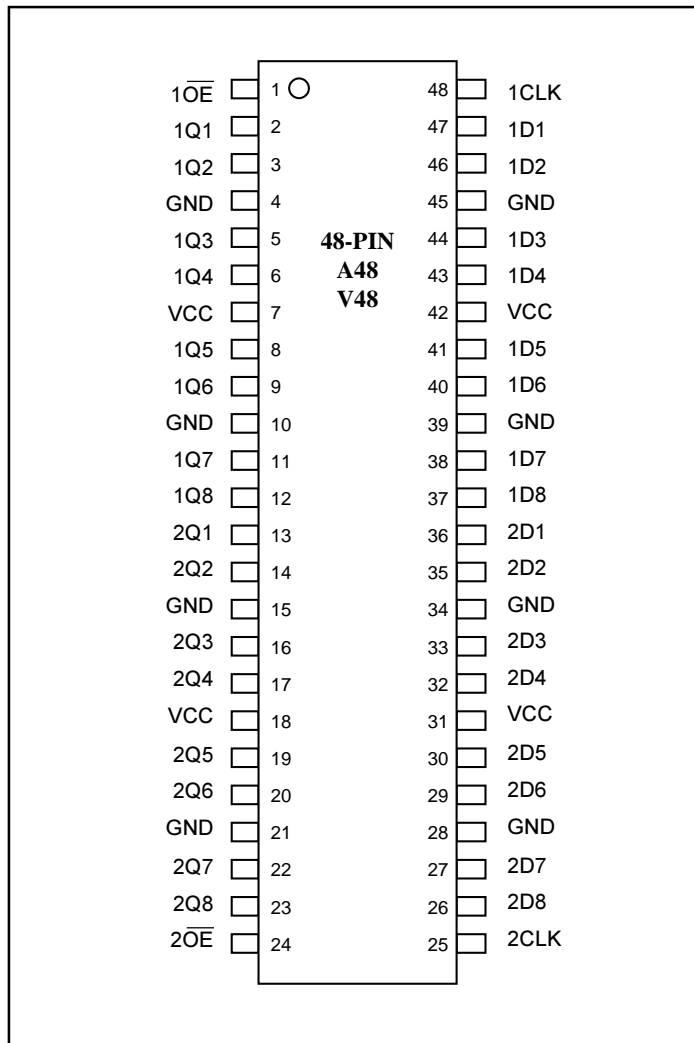 1O̅E̅ 1 48 1CLK
1Q1 2 47 1D1
1Q2 3 46 1D2
GND 4 45 GND
1Q3 5 48-PIN 44 1D3
1Q4 6 A48 43 1D4
VCC 7 V48 42 VCC
1Q5 8 41 1D5
1Q6 9 40 1D6
GND 10 39 GND
1Q7 11 38 1D7
1Q8 12 37 1D8
2Q1 13 36 2D1
2Q2 14 35 2D2
GND 15 34 GND
2Q3 16 33 2D3
2Q4 17 32 2D4
VCC 18 31 VCC
2Q5 19 30 2D5
2Q6 20 29 2D6
GND 21 28 GND
2Q7 22 27 2D7
2Q8 23 26 2D8
2O̅E̅ 24 25 2CLK